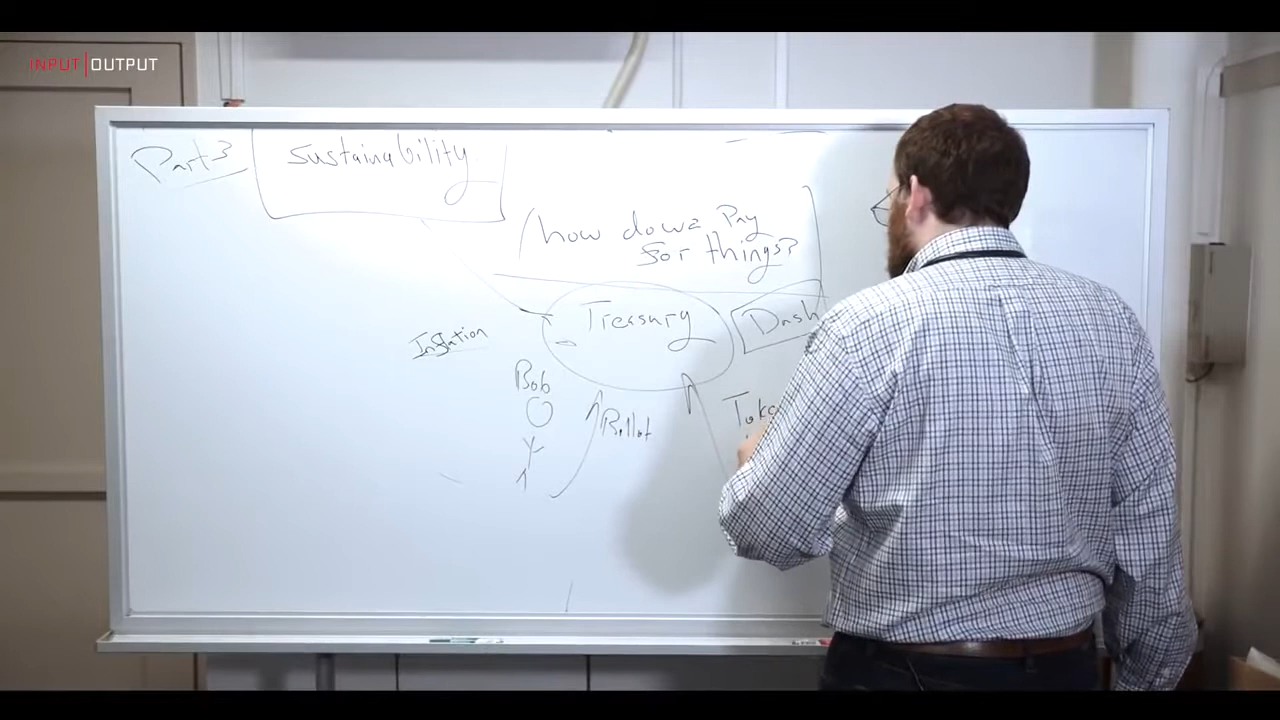 INPUT|OUTPUT
Part 3
Sustainability
(how do we Pay
for things?
Treasury
Dash
Inflation
Bob
Ballot
Toke